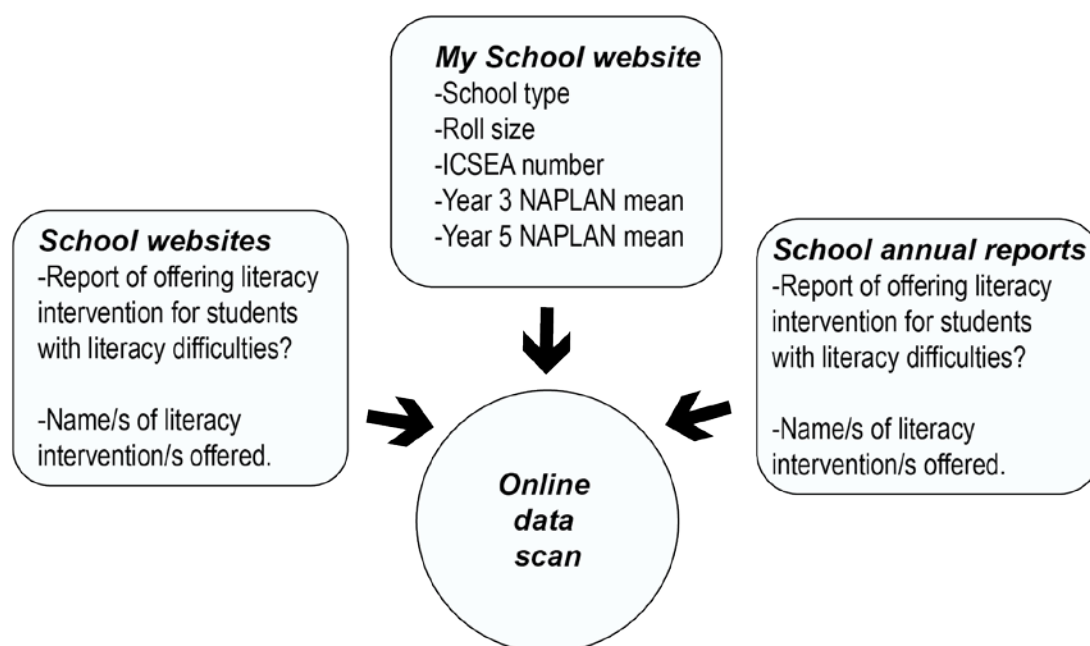 My School website
-School type
-Roll size
-ICSEA number
-Year 3 NAPLAN mean
-Year 5 NAPLAN mean
School websites
-Report of offering literacy
intervention for students
with literacy difficulties?
-Name/s of literacy
intervention/s offered.
School annual reports
-Report of offering literacy
intervention for students
with literacy difficulties?
-Name/s of literacy
intervention/s offered.
Online
data
scan